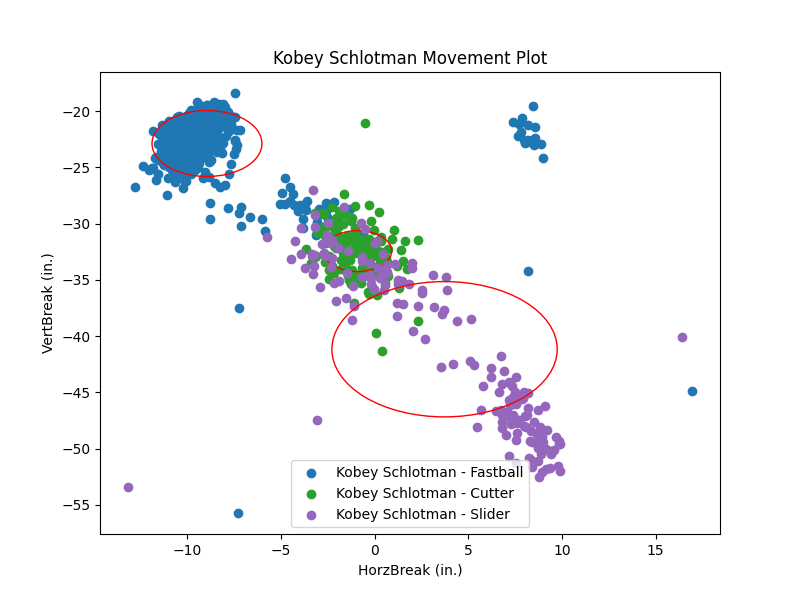 Kobey Schlotman Movement Plot
VertBreak (in.)
−20
−25
−30
−35
−40
−45
−50
−55
Kobey Schlotman - Fastball
Kobey Schlotman - Cutter
Kobey Schlotman - Slider
−10
−5
0
5
10
15
HorzBreak (in.)